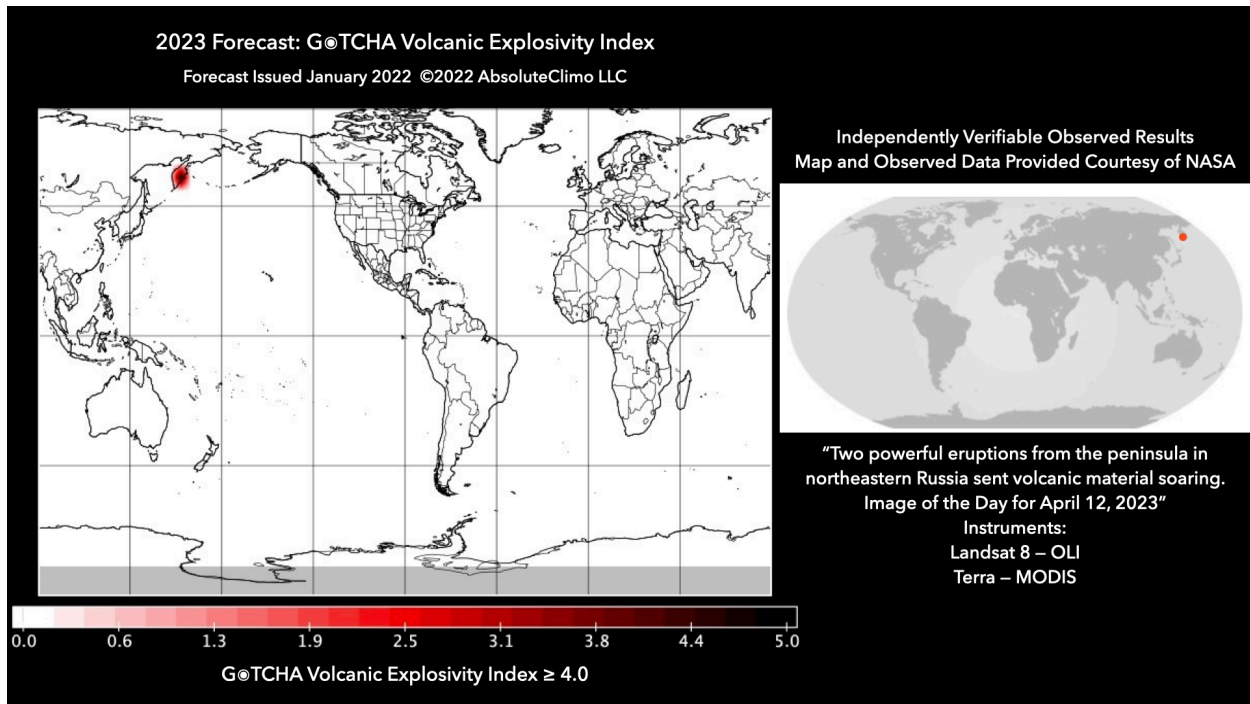 2023 Forecast: G◉TCHA Volcanic Explosivity Index
Forecast Issued January 2022 ©2022 AbsoluteClimo LLC
Independently Verifiable Observed Results
Map and Observed Data Provided Courtesy of NASA
“Two powerful eruptions from the peninsula in
northeastern Russia sent volcanic material soaring.
Image of the Day for April 12, 2023”
Instruments:
Landsat 8 – OLI
Terra – MODIS
0.0 0.6 1.3 1.9 2.5 3.1 3.8 4.4 5.0
G◉TCHA Volcanic Explosivity Index ≥ 4.0